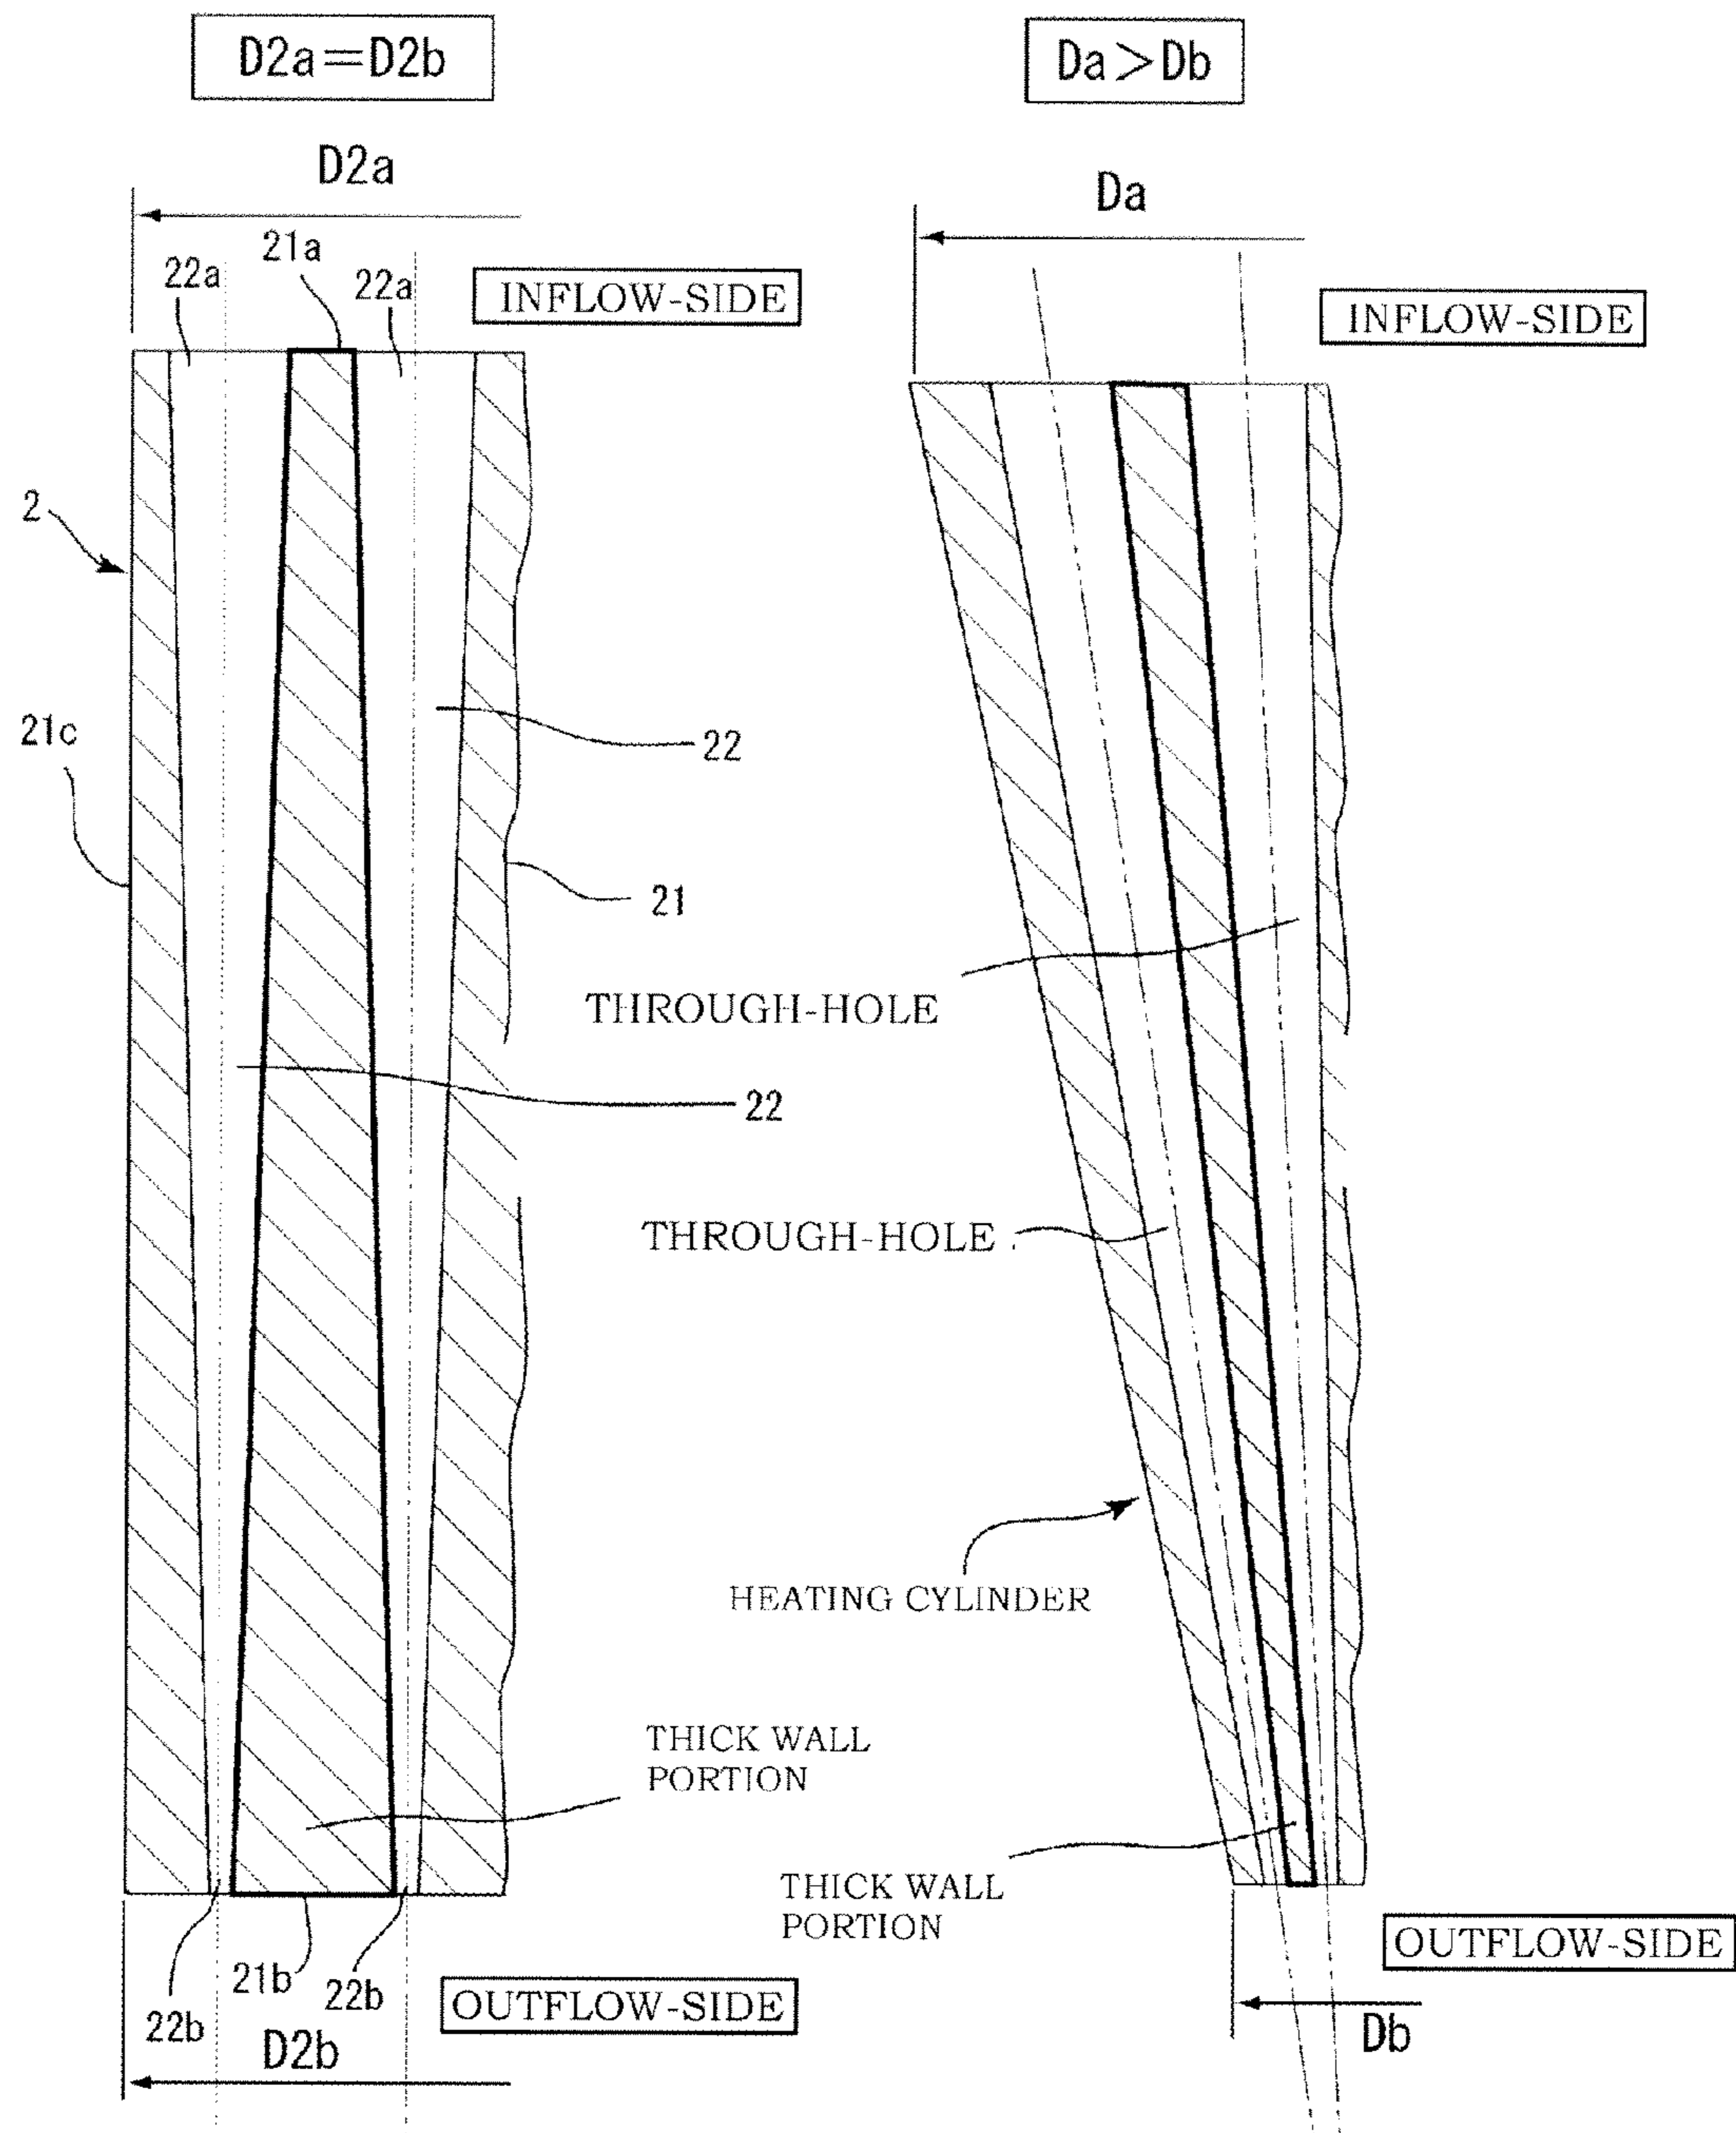 D2a=D2b
Da>Db
D2a
Da
21a
22a
22a
INFLOW-SIDE
INFLOW-SIDE
2
21c
22
21
THROUGH-HOLE
22
THROUGH-HOLE
HEATING CYLINDER
THICK WALL
PORTION
THICK WALL
PORTION
21b
22b
22b
OUTFLOW-SIDE
OUTFLOW-SIDE
D2b
Db